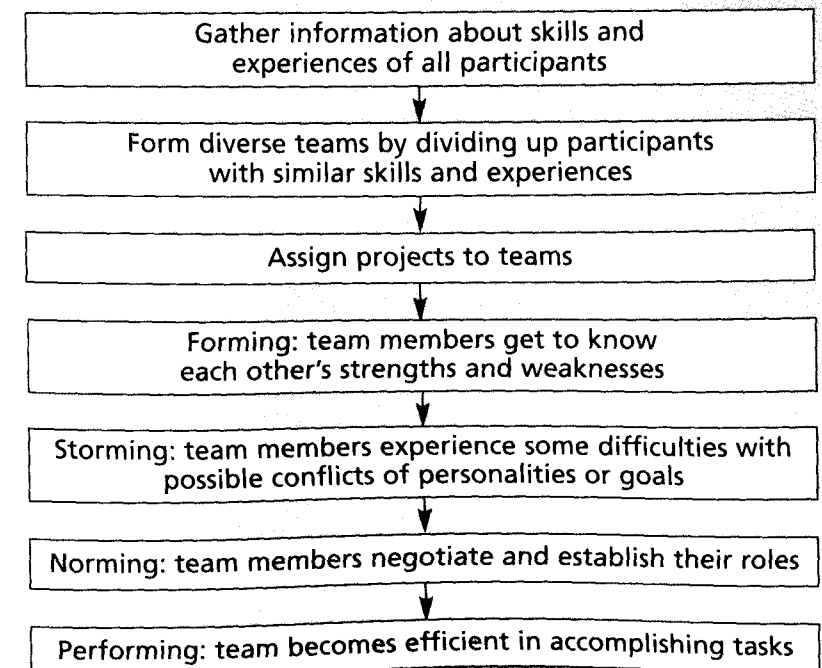 Gather information about skills and
experiences of all participants
Form diverse teams by dividing up participants
with similar skills and experiences
Assign projects to teams
Forming: team members get to know
each other's strengths and weaknesses
Storming: team members experience some difficulties with
possible conflicts of personalities or goals
Norming: team members negotiate and establish their roles
Performing: team becomes efficient in accomplishing tasks